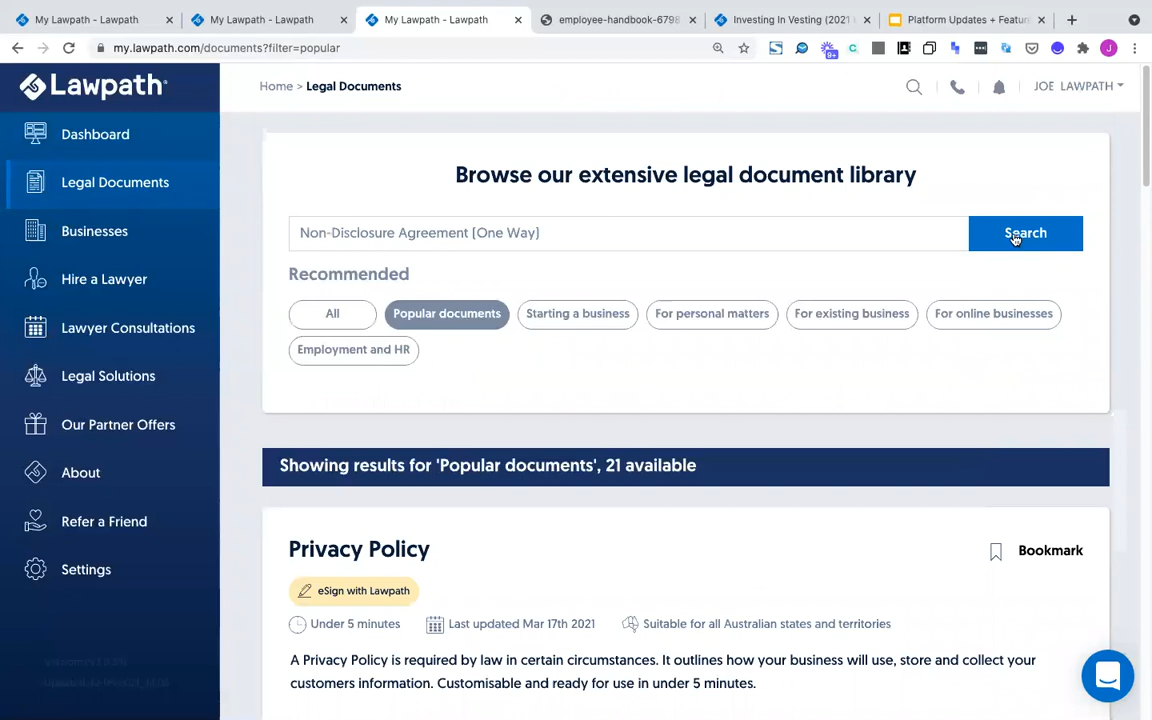 My Lawpath - Lawpath
My Lawpath - Lawpath
My Lawpath - Lawpath
employee-handbook-6798
Investing In Vesting (2021
Platform Updates + Featur
my.lawpath.com/documents?filter=popular
9+
J
Lawpath
Home > Legal Documents
JOE LAWPATH
Dashboard
Legal Documents
Businesses
Hire a Lawyer
Lawyer Consultations
Legal Solutions
Our Partner Offers
About
Refer a Friend
Settings
Browse our extensive legal document library
Non-Disclosure Agreement (One Way)
Search
Recommended
All
Popular documents
Starting a business
For personal matters
For existing business
For online businesses
Employment and HR
Showing results for 'Popular documents', 21 available
Privacy Policy
Bookmark
eSign with Lawpath
Under 5 minutes
Last updated Mar 17th 2021
Suitable for all Australian states and territories
A Privacy Policy is required by law in certain circumstances. It outlines how your business will use, store and collect your
customers information. Customisable and ready for use in under 5 minutes.